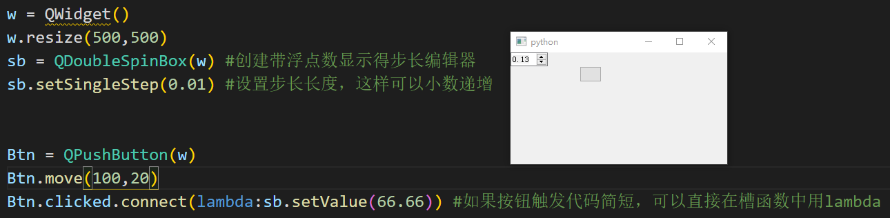 w = QWidget()
w.resize(500,500)
sb = QDoubleSpinBox(w) #创建带浮点数显示得步长编辑器
sb.setSingleStep(0.01) #设置步长长度，这样可以小数递增
Btn = QPushButton(w)
Btn.move(100,20)
Btn.clicked.connect(lambda:sb.setValue(66.66)) #如果按钮触发代码简短，可以直接在槽函数中用lambda
python
0.13